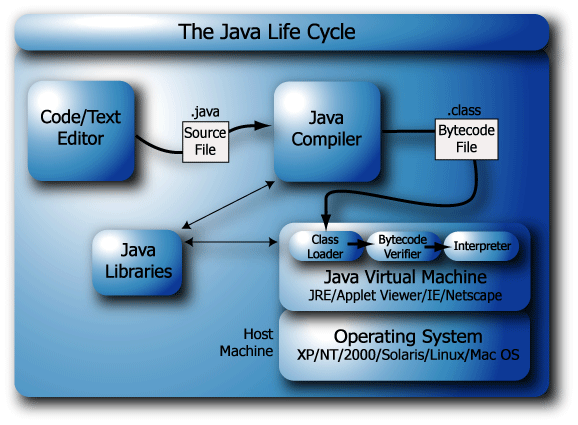 The Java Life Cycle
Code/Text
Editor
.java
Source
File
Java
Compiler
.class
Bytecode
File
Java
Libraries
Class
Loader
Bytecode
Verifier
Interpreter
Java Virtual Machine
JRE/Applet Viewer/IE/Netscape
Host
Machine
Operating System
XP/NT/2000/Solaris/Linux/Mac OS